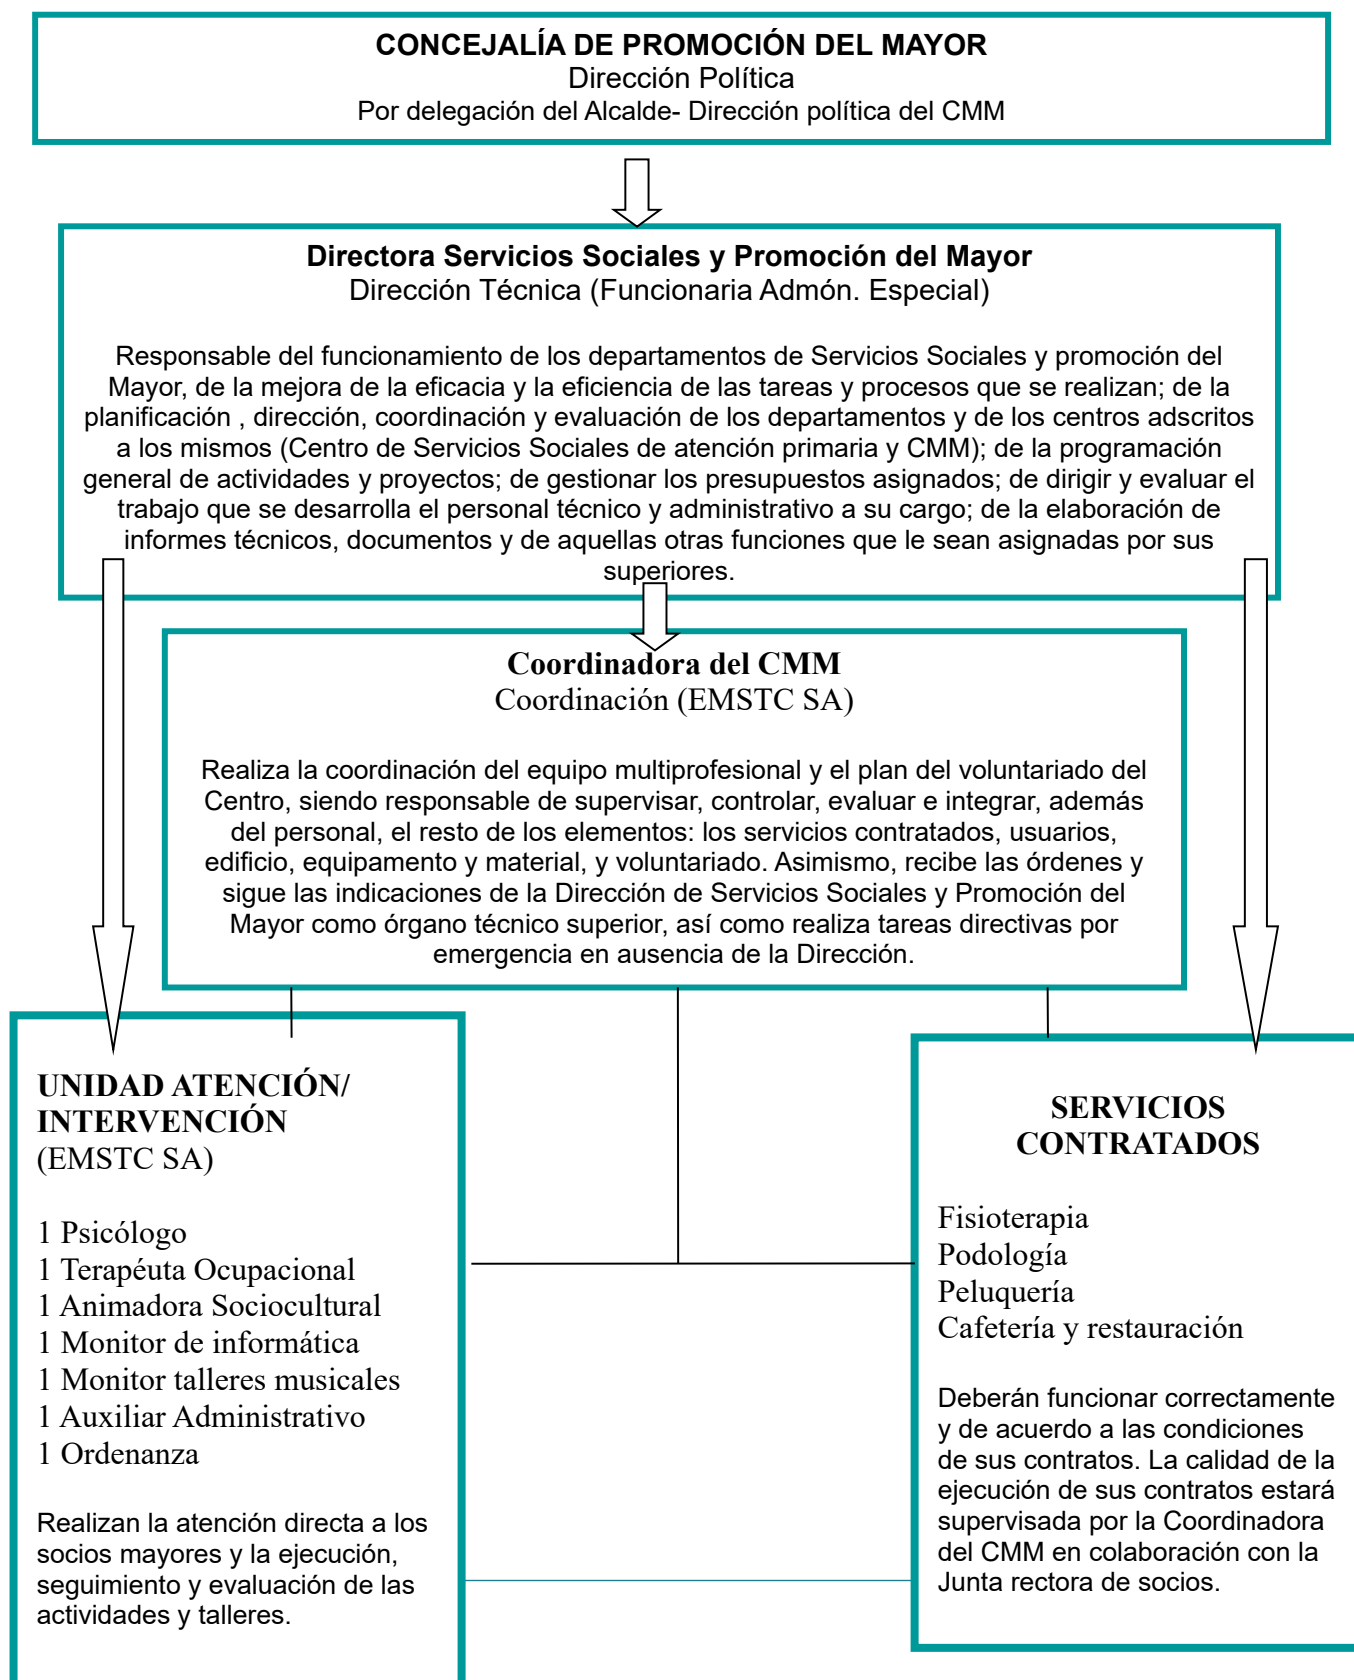 CONCEJALÍA DE PROMOCIÓN DEL MAYOR
Dirección Política
Por delegación del Alcalde- Dirección política del CMM
Directora Servicios Sociales y Promoción del Mayor
Dirección Técnica (Funcionaria Admón. Especial)
Responsable del funcionamiento de los departamentos de Servicios Sociales y promoción del
Mayor, de la mejora de la eficacia y la eficiencia de las tareas y procesos que se realizan; de la
planificación , dirección, coordinación y evaluación de los departamentos y de los centros adscritos
a los mismos (Centro de Servicios Sociales de atención primaria y CMM); de la programación
general de actividades y proyectos; de gestionar los presupuestos asignados; de dirigir y evaluar el
trabajo que se desarrolla el personal técnico y administrativo a su cargo; de la elaboración de
informes técnicos, documentos y de aquellas otras funciones que le sean asignadas por sus
superiores.
Coordinadora del CMM
Coordinación (EMSTC SA)
Realiza la coordinación del equipo multiprofesional y el plan del voluntariado del
Centro, siendo responsable de supervisar, controlar, evaluar e integrar, además
del personal, el resto de los elementos: los servicios contratados, usuarios,
edificio, equipamento y material, y voluntariado. Asimismo, recibe las órdenes y
sigue las indicaciones de la Dirección de Servicios Sociales y Promoción del
Mayor como órgano técnico superior, así como realiza tareas directivas por
emergencia en ausencia de la Dirección.
UNIDAD ATENCIÓN/
INTERVENCIÓN
(EMSTC SA)
1 Psicólogo
1 Terapéuta Ocupacional
1 Animadora Sociocultural
1 Monitor de informática
1 Monitor talleres musicales
1 Auxiliar Administrativo
1 Ordenanza
Realizan la atención directa a los
socios mayores y la ejecución,
seguimiento y evaluación de las
actividades y talleres.
SERVICIOS
CONTRATADOS
Fisioterapia
Podología
Peluquería
Cafetería y restauración
Deberán funcionar correctamente
y de acuerdo a las condiciones
de sus contratos. La calidad de la
ejecución de sus contratos estará
supervisada por la Coordinadora
del CMM en colaboración con la
Junta rectora de socios.